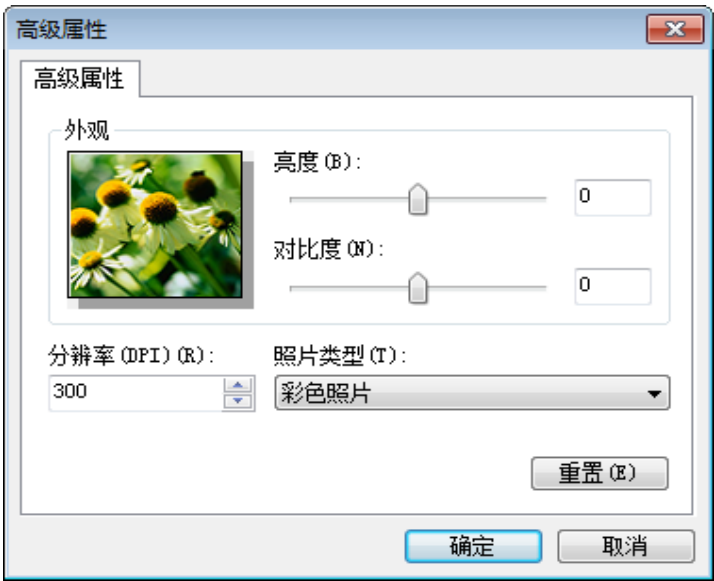 高级属性
高级属性
外观
亮度(B):
0
对比度(N):
0
分辨率(DPI)(R):
照片类型(T):
300
彩色照片
重置(E)
确定
取消